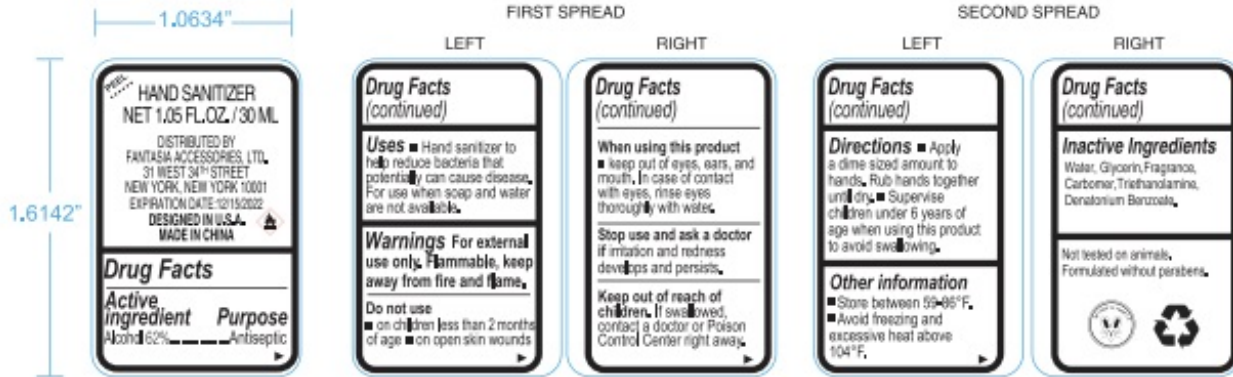 1.0634"
1.6142"
PEEL
HAND SANITIZER
NET 1.05 FL.OZ. / 30 ML
DISTRIBUTED BY
FANTASIA ACCESSORIES, LTD.
31 WEST 34TH STREET
NEW YORK, NEW YORK 10001
EXPIRATION DATE:12/15/2022
DESIGNED IN U.S.A.
MADE IN CHINA
Drug Facts
Active
ingredient Purpose
Alcohol 62% Antiseptic
FIRST SPREAD
LEFT
Drug Facts
(continued)
Uses ■ Hand sanitizer to
help reduce bacteria that
potentially can cause disease.
For use when soap and water
are not available.
Warnings For external
use only. Flammable, keep
away from fire and flame.
Do not use
■ on children less than 2 months
of age ■ on open skin wounds
RIGHT
Drug Facts
(continued)
When using this product
■ keep out of eyes, ears, and
mouth. In case of contact
with eyes, rinse eyes
thoroughly with water.
Stop use and ask a doctor
if irritation and redness
develops and persists.
Keep out of reach of
children. If swallowed,
contact a doctor or Poison
Control Center right away.
SECOND SPREAD
LEFT
Drug Facts
(continued)
Directions ■ Apply
a dime sized amount to
hands. Rub hands together
until dry. ■ Supervise
children under 6 years of
age when using this product
to avoid swallowing.
Other information
■ Store between 59-86°F.
■ Avoid freezing and
excessive heat above
104°F.
RIGHT
Drug Facts
(continued)
Inactive Ingredients
Water, Glycerin, Fragrance,
Carbomer, Triethanolamine,
Denatonium Benzoate.
Not tested on animals.
Formulated without parabens.